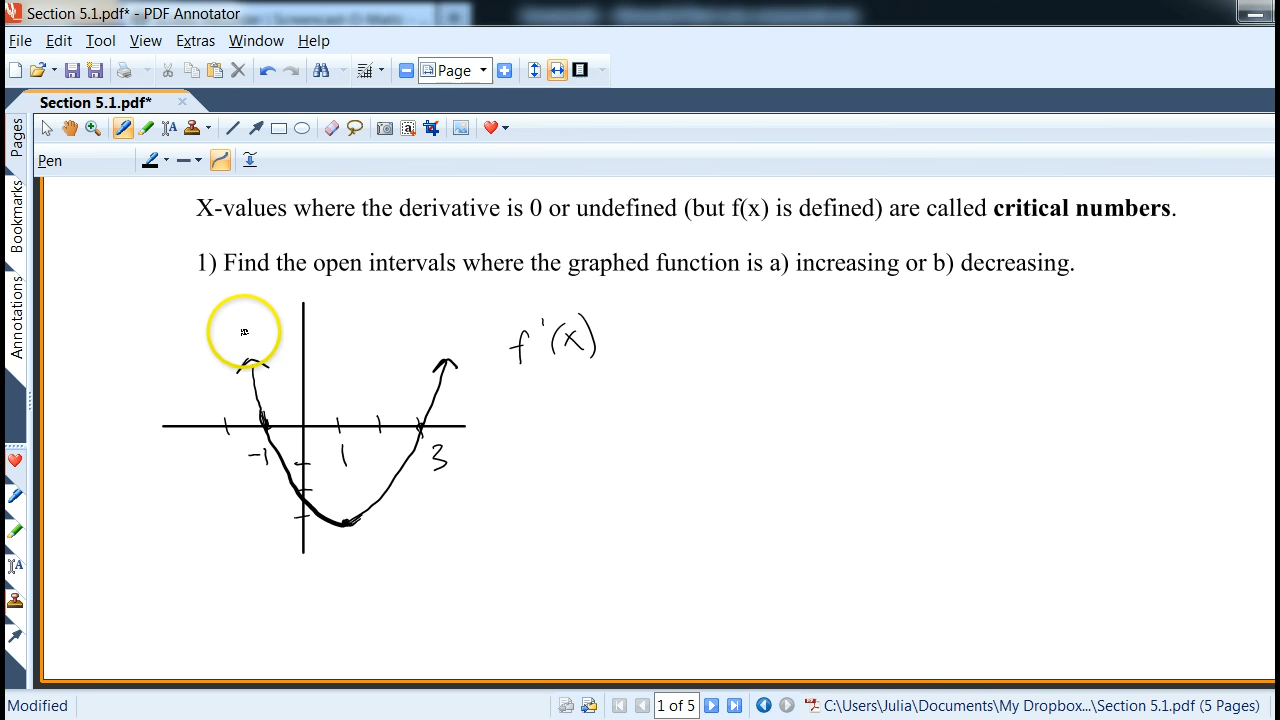 Section 5.1.pdf* - PDF Annotator
File Edit Tool View Extras Window Help
Page
Section 5.1.pdf*
Pen
Pages
Bookmarks
Annotations
X-values where the derivative is 0 or undefined (but f(x) is defined) are called critical numbers.
1) Find the open intervals where the graphed function is a) increasing or b) decreasing.
f'(x)
-1 1 3
Modified
1 of 5
C:\Users\Julia\Documents\My Dropbox...\Section 5.1.pdf (5 Pages)